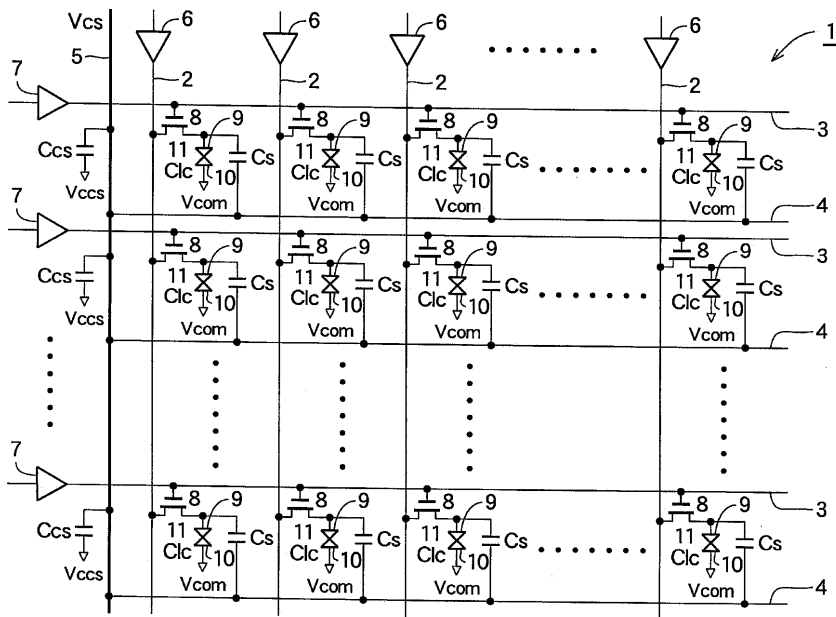 Vcs 6 6 6 6 1
5
7 2 2 2 2
8 9 8 9 8 9 8 9 3
Ccs 11 Cs 11 Cs 11 Cs 11 Cs
Clc 10 Clc 10 Clc 10 Clc 10
Vccs Vcom Vcom Vcom Vcom 4
7
8 9 8 9 8 9 8 9 3
Ccs 11 Cs 11 Cs 11 Cs 11 Cs
Clc 10 Clc 10 Clc 10 Clc 10
Vccs Vcom Vcom Vcom Vcom 4
7
8 9 8 9 8 9 8 9 3
Ccs 11 Cs 11 Cs 11 Cs 11 Cs
Clc 10 Clc 10 Clc 10 Clc 10
Vccs Vcom Vcom Vcom Vcom 4